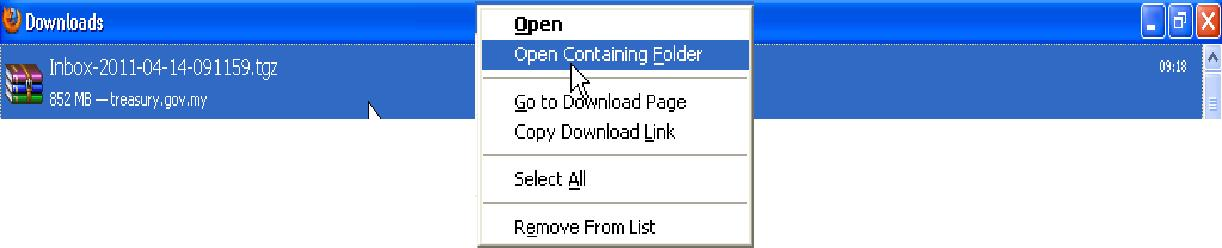 Downloads
Inbox-2011-04-14-091159.tgz
09:18
852 MB — treasury.gov.my
Open
Open Containing Folder
Go to Download Page
Copy Download Link
Select All
Remove From List